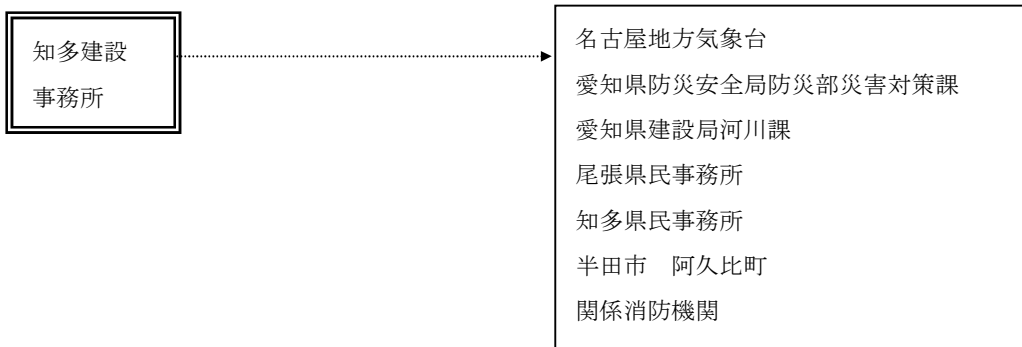 知多建設
事務所
名古屋地方気象台
愛知県防災安全局防災部災害対策課
愛知県建設局河川課
尾張県民事務所
知多県民事務所
半田市　阿久比町
関係消防機関